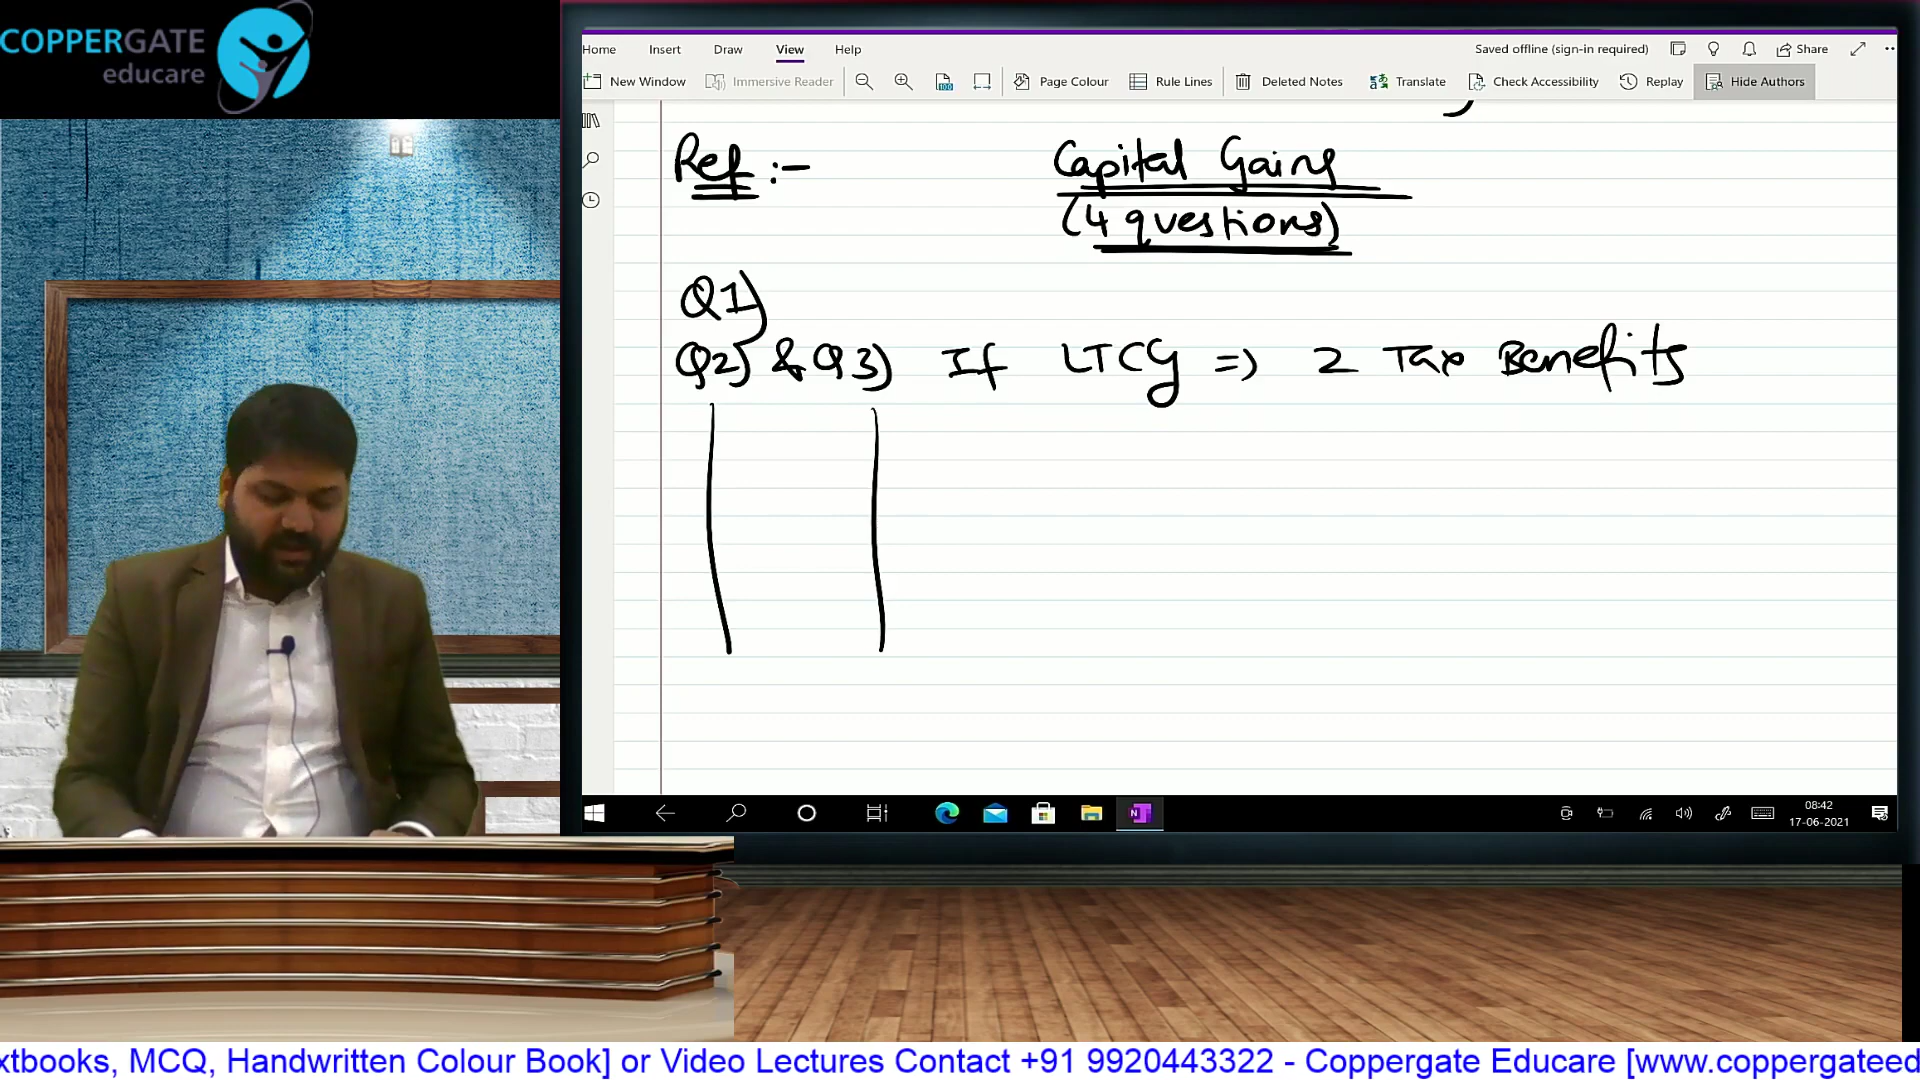 COPPERGATE
educare
Home Insert Draw View Help
Saved offline (sign-in required) Share
New Window Immersive Reader 100 Page Colour Rule Lines Deleted Notes Translate Check Accessibility Replay Hide Authors
Ref :- Capital Gains
(4 questions)
Q1)
Q2) & Q3) If LTCG => 2 Tax Benefits
08:42
17-06-2021
xtbooks, MCQ, Handwritten Colour Book] or Video Lectures Contact +91 9920443322 - Coppergate Educare [www.coppergateed